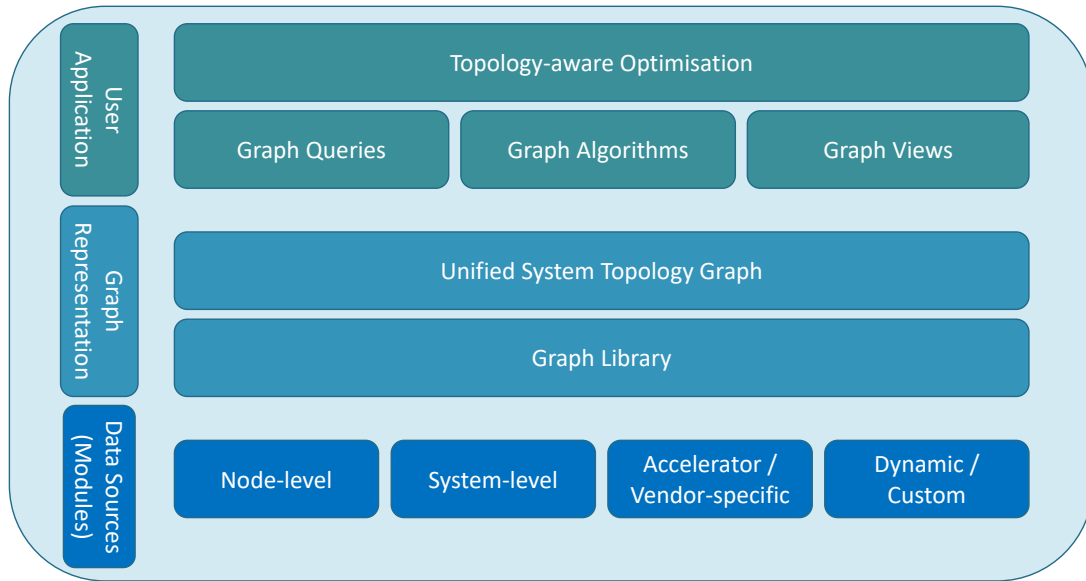 User
Application
Topology-aware Optimisation
Graph Queries
Graph Algorithms
Graph Views
Graph
Representation
Unified System Topology Graph
Graph Library
Data Sources
(Modules)
Node-level
System-level
Accelerator /
Vendor-specific
Dynamic /
Custom